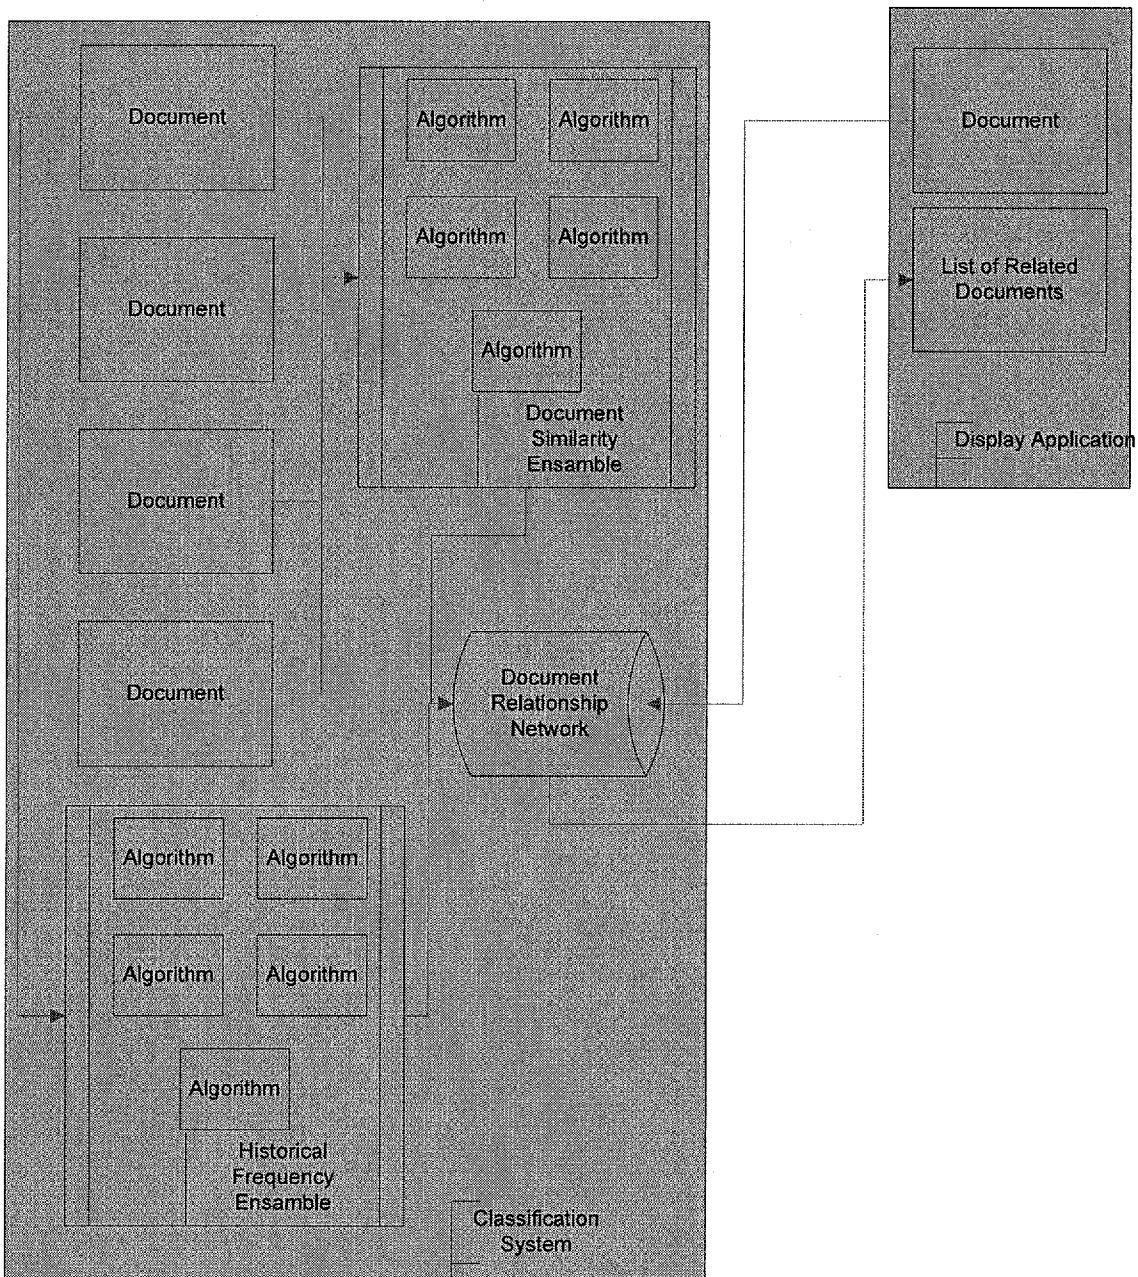 Document
Document
Document
Document
Algorithm
Algorithm
Algorithm
Algorithm
Algorithm
Document
Similarity
Ensamble
Document
Relationship
Network
Algorithm
Algorithm
Algorithm
Algorithm
Algorithm
Historical
Frequency
Ensamble
Classification
System
Document
List of Related
Documents
Display Application